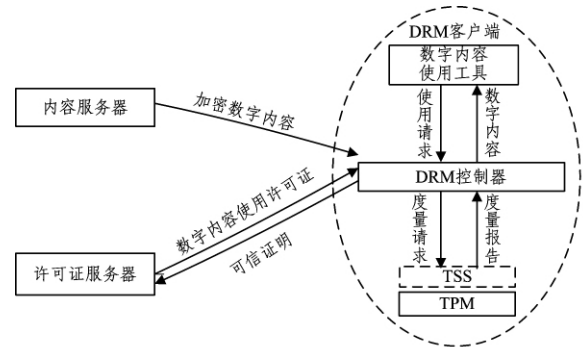 DRM客户端
数字内容
使用工具
内容服务器
加密数字内容
使用请求
数字内容
DRM控制器
数字内容使用许可证
可信证明
度量请求
度量报告
许可证服务器
TSS
TPM